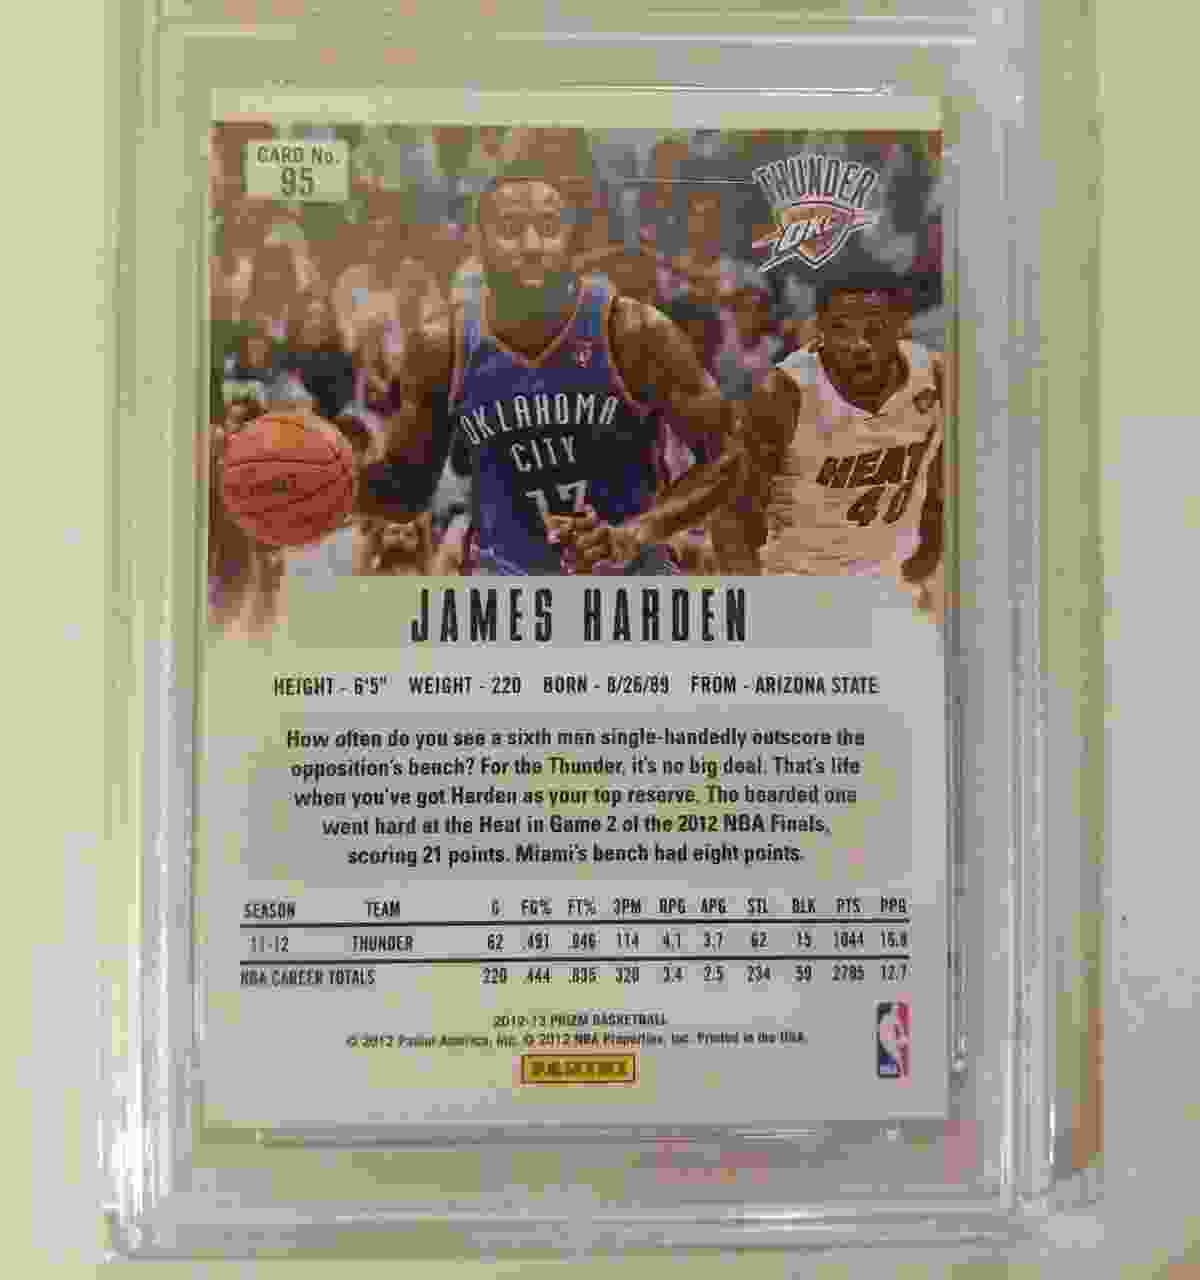 CARD No.
95
THUNDER
OKC
OKLAHOMA
CITY
13
HEAT
40
JAMES HARDEN
HEIGHT - 6'5" WEIGHT - 220 BORN - 8/26/89 FROM - ARIZONA STATE
How often do you see a sixth man single-handedly outscore the
opposition's bench? For the Thunder, it's no big deal. That's life
when you've got Harden as your top reserve. The bearded one
went hard at the Heat in Game 2 of the 2012 NBA Finals,
scoring 21 points. Miami's bench had eight points.
SEASON TEAM G FG% FT% 3PM RPG APG STL BLK PTS PPG
11-12 THUNDER 62 .491 .846 114 4.1 3.7 62 15 1044 16.8
NBA CAREER TOTALS 220 .444 .835 320 3.4 2.5 234 59 2795 12.7
2012-13 PRIZM BASKETBALL
© 2012 Panini America, Inc. © 2012 NBA Properties, Inc. Printed in the USA.
PANINI